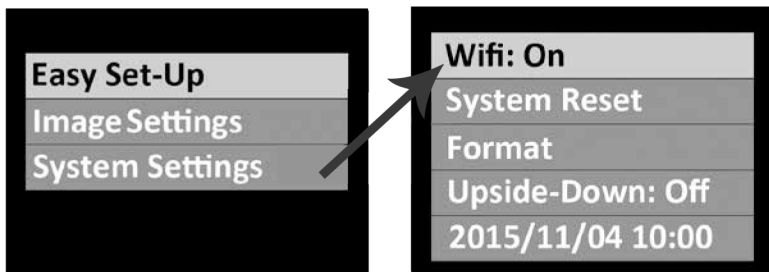 Easy Set-Up
Image Settings
System Settings
Wifi: On
System Reset
Format
Upside-Down: Off
2015/11/04 10:00